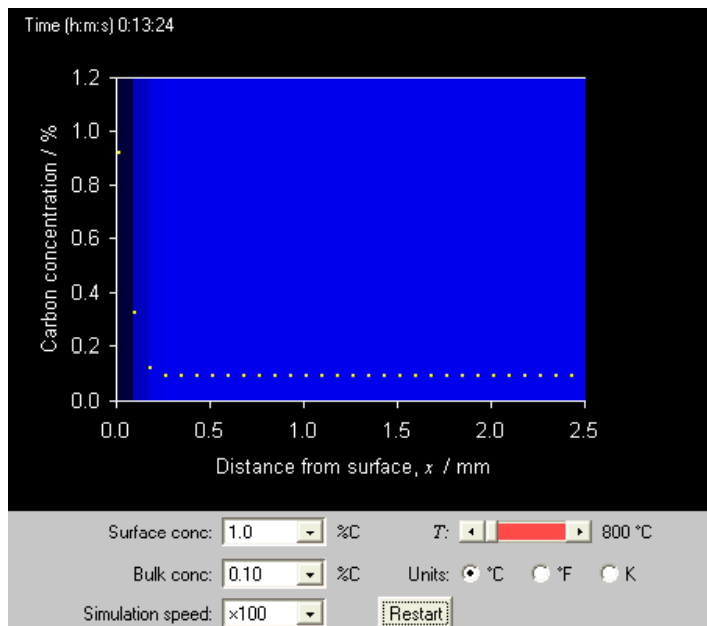 Time (h:m:s) 0:13:24
1.2
1.0
0.8
0.6
0.4
0.2
0.0
Carbon concentration / %
0.0 0.5 1.0 1.5 2.0 2.5
Distance from surface, x / mm
Surface conc: 1.0 %C T: 800 °C
Bulk conc: 0.10 %C Units: °C °F K
Simulation speed: ×100 Restart